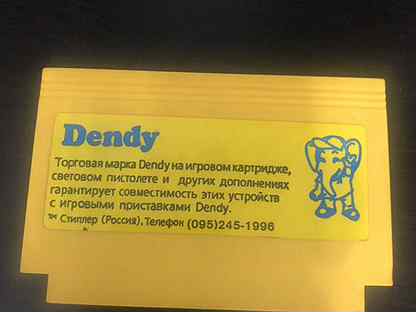 Dendy
Торговая марка Dendy на игровом картридже,
световом пистолете и других дополнениях
гарантирует совместимость этих устройств
с игровыми приставками Dendy.
™ Стиплер (Россия), Телефон (095)245-1996